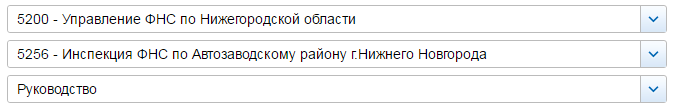 5200 - Управление ФНС по Нижегородской области
5256 - Инспекция ФНС по Автозаводскому району г.Нижнего Новгорода
Руководство